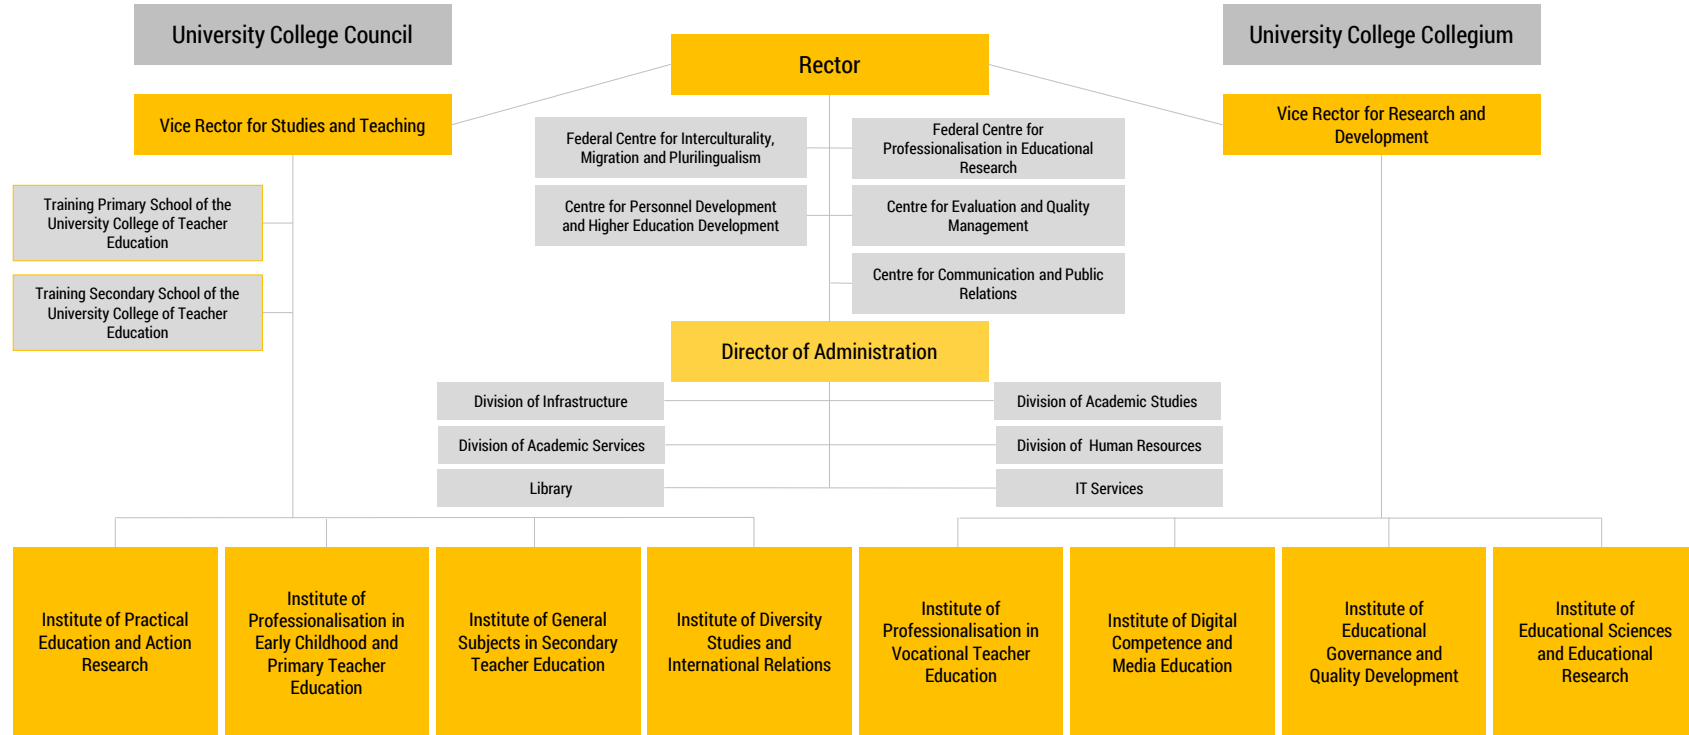 University College Council
University College Collegium
Rector
Vice Rector for Studies and Teaching
Vice Rector for Research and
Development
Federal Centre for Interculturality,
Migration and Plurilingualism
Federal Centre for
Professionalisation in Educational
Research
Training Primary School of the
University College of Teacher
Education
Centre for Personnel Development
and Higher Education Development
Centre for Evaluation and Quality
Management
Training Secondary School of the
University College of Teacher
Education
Centre for Communication and Public
Relations
Director of Administration
Division of Infrastructure
Division of Academic Studies
Division of Academic Services
Division of  Human Resources
Library
IT Services
Institute of Practical
Education and Action
Research
Institute of
Professionalisation in
Early Childhood and
Primary Teacher
Education
Institute of General
Subjects in Secondary
Teacher Education
Institute of Diversity
Studies and
International Relations
Institute of
Professionalisation in
Vocational Teacher
Education
Institute of Digital
Competence and
Media Education
Institute of
Educational
Governance and
Quality Development
Institute of
Educational Sciences
and Educational
Research